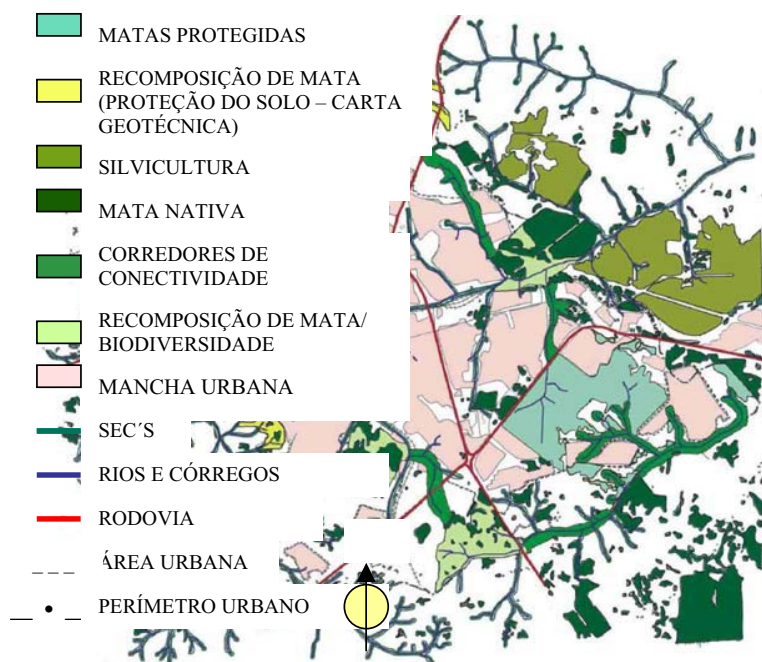 MATAS PROTEGIDAS
RECOMPOSIÇÃO DE MATA
(PROTEÇÃO DO SOLO – CARTA
GEOTÉCNICA)
SILVICULTURA
MATA NATIVA
CORREDORES DE
CONECTIVIDADE
RECOMPOSIÇÃO DE MATA/
BIODIVERSIDADE
MANCHA URBANA
SEC´S
RIOS E CÓRREGOS
RODOVIA
ÁREA URBANA
PERÍMETRO URBANO